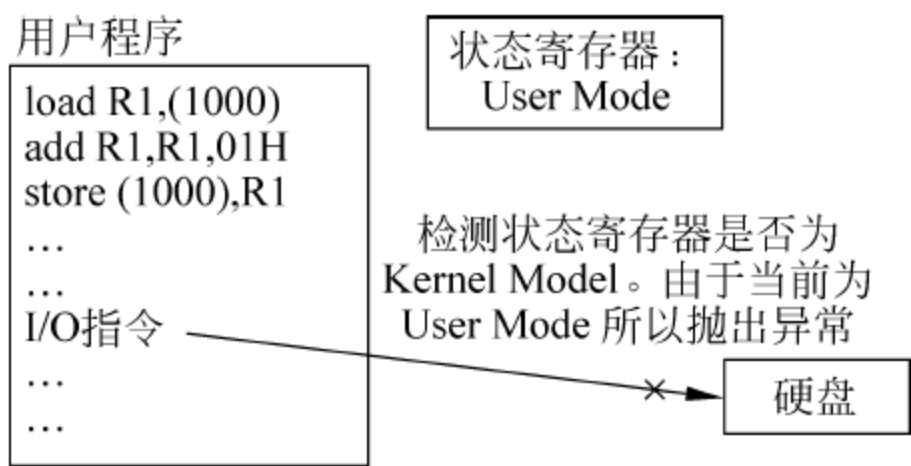 用户程序
load R1,(1000)
add R1,R1,01H
store (1000),R1
…
…
I/O指令
…
…
状态寄存器:
User Mode
检测状态寄存器是否为
Kernel Model。由于当前为
User Mode 所以抛出异常
硬盘